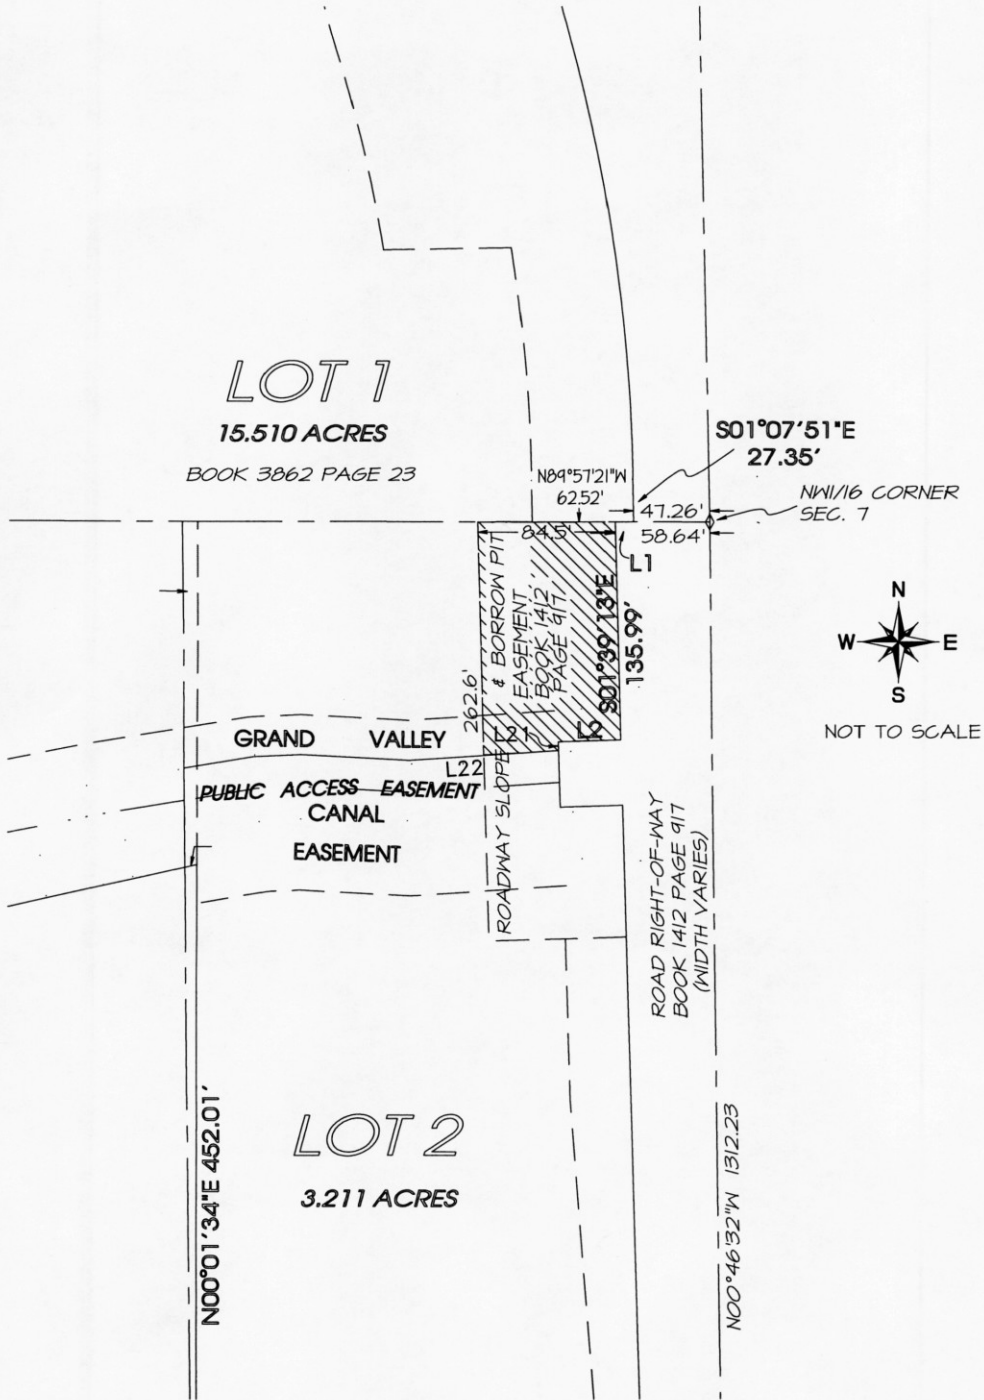 LOT 1
15.510 ACRES
BOOK 3862 PAGE 23
N89°57'21"W
62.52'
S01°07'51"E
27.35'
47.26'
NW1/16 CORNER
SEC. 7
84.5'
58.64'
L1
ROADWAY SLOPE & BORROW PIT
EASEMENT
BOOK 1412
PAGE 917
S01°39'13"E
135.99'
262.6'
N
W
E
S
NOT TO SCALE
GRAND VALLEY
L21
L2
L22
PUBLIC ACCESS EASEMENT
CANAL
EASEMENT
ROAD RIGHT-OF-WAY
BOOK 1412 PAGE 917
(WIDTH VARIES)
LOT 2
3.211 ACRES
N00°01'34"E 452.01'
N00°46'32"W 1312.23